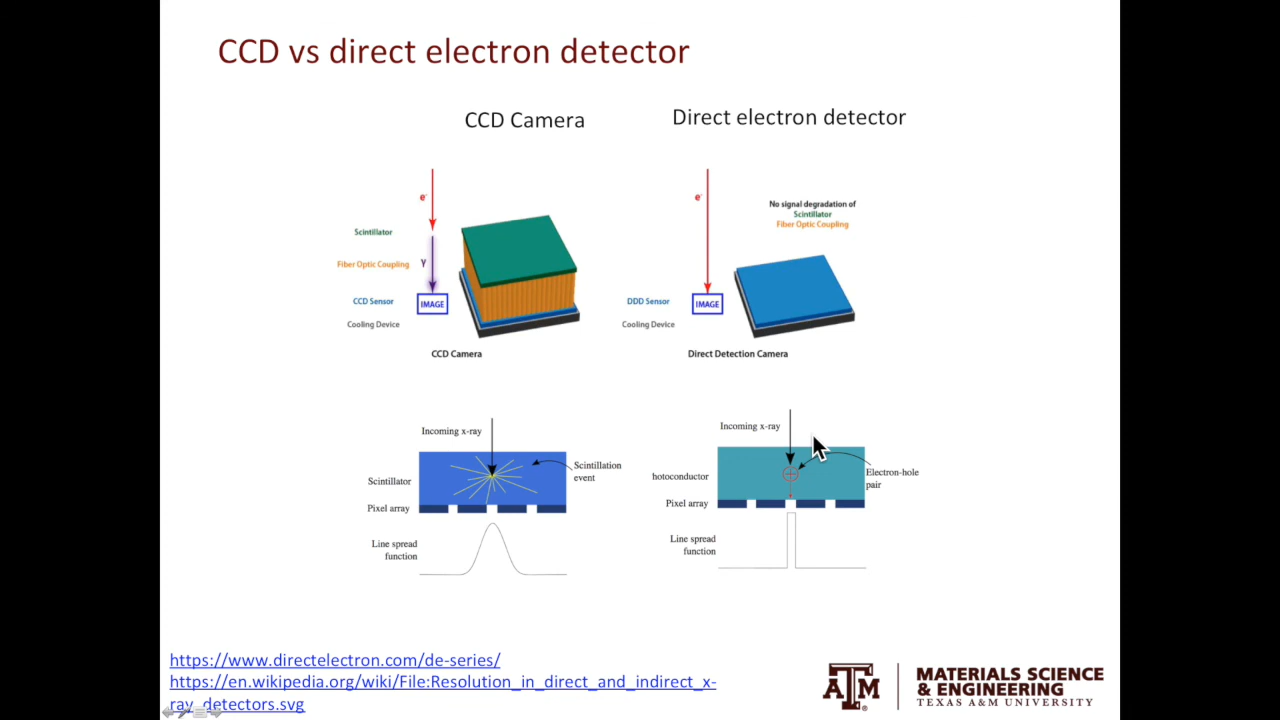 CCD vs direct electron detector
CCD Camera
Direct electron detector
e-
Scintillator
Fiber Optic Coupling
γ
CCD Sensor
IMAGE
Cooling Device
CCD Camera
e-
No signal degradation of
Scintillator
Fiber Optic Coupling
DDD Sensor
IMAGE
Cooling Device
Direct Detection Camera
Incoming x-ray
Scintillation
event
Scintillator
Pixel array
Line spread
function
Incoming x-ray
Electron-hole
pair
hotoconductor
Pixel array
Line spread
function
https://www.directelectron.com/de-series/
https://en.wikipedia.org/wiki/File:Resolution_in_direct_and_indirect_x-
ray_detectors.svg
ATM
MATERIALS SCIENCE
& ENGINEERING
TEXAS A&M UNIVERSITY